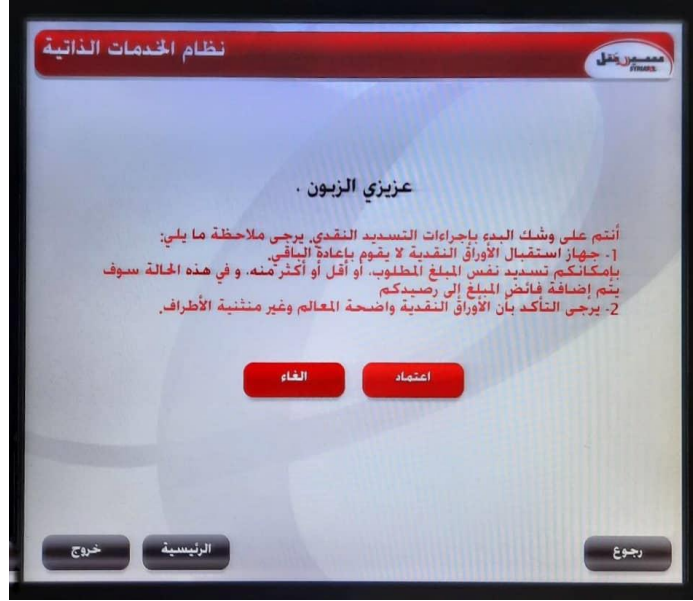 نظام الخدمات الذاتية
SYRIATEL
عزيزي الزبون .
أنتم على وشك البدء بإجراءات التسديد النقدي. يرجى ملاحظة ما يلي:
1- جهاز استقبال الأوراق النقدية لا يقوم بإعادة الباقي.
بإمكانكم تسديد نفس المبلغ المطلوب، أو أقل أو أكثر منه، و في هذه الحالة سوف
يتم إضافة فائض المبلغ إلى رصيدكم
2- يرجى التأكد بأن الأوراق النقدية واضحة المعالم وغير منثنية الأطراف.
اعتماد
الغاء
رجوع
الرئيسية
خروج